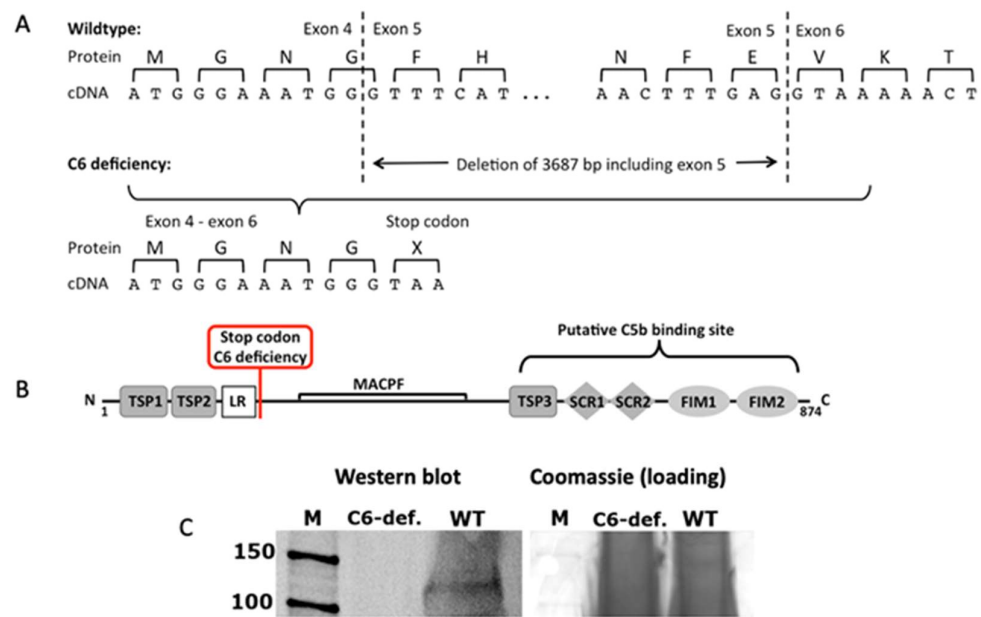 A
Wildtype: Exon 4 Exon 5 Exon 5 Exon 6
Protein M G N G F H N F E V K T
cDNA A T G G G A A A T G G G T T T C A T ... A A C T T T G A G G T A A A A A C T
C6 deficiency: Deletion of 3687 bp including exon 5
Exon 4 - exon 6 Stop codon
Protein M G N G X
cDNA A T G G G A A A T G G G T A A
Putative C5b binding site
Stop codon
C6 deficiency
B
MACPF
N 1 TSP1 TSP2 LR TSP3 SCR1 SCR2 FIM1 FIM2 874 C
Western blot Coomassie (loading)
C
M C6-def. WT M C6-def. WT
150
100